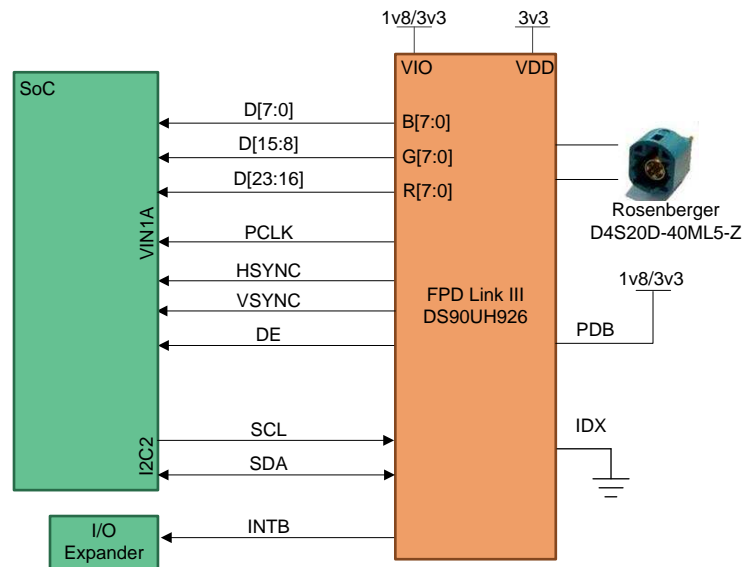 1v8/3v3
3v3
SoC
VIO
VDD
D[7:0]
B[7:0]
D[15:8]
G[7:0]
D[23:16]
R[7:0]
Rosenberger
D4S20D-40ML5-Z
VIN1A
PCLK
HSYNC
1v8/3v3
VSYNC
FPD Link III
DS90UH926
DE
PDB
IDX
SCL
I2C2
SDA
INTB
I/O
Expander